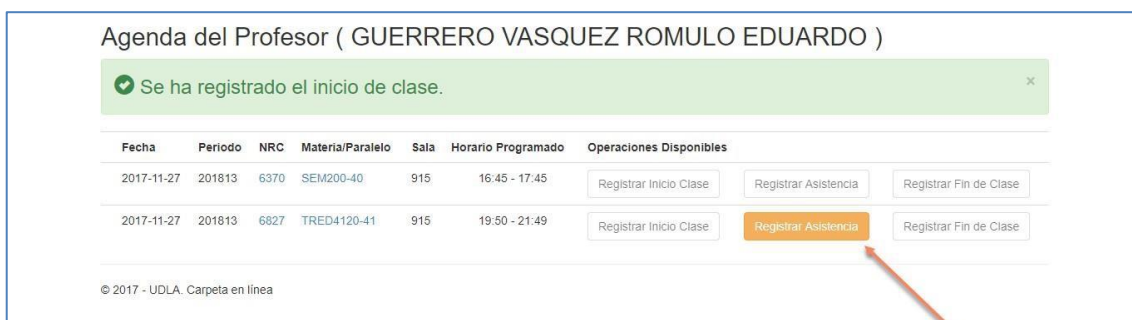 Agenda del Profesor ( GUERRERO VASQUEZ ROMULO EDUARDO )
Se ha registrado el inicio de clase. ×
Fecha Periodo NRC Materia/Paralelo Sala Horario Programado Operaciones Disponibles
2017-11-27 201813 6370 SEM200-40 915 16:45 - 17:45 Registrar Inicio Clase Registrar Asistencia Registrar Fin de Clase
2017-11-27 201813 6827 TRED4120-41 915 19:50 - 21:49 Registrar Inicio Clase Registrar Asistencia Registrar Fin de Clase
© 2017 - UDLA. Carpeta en línea